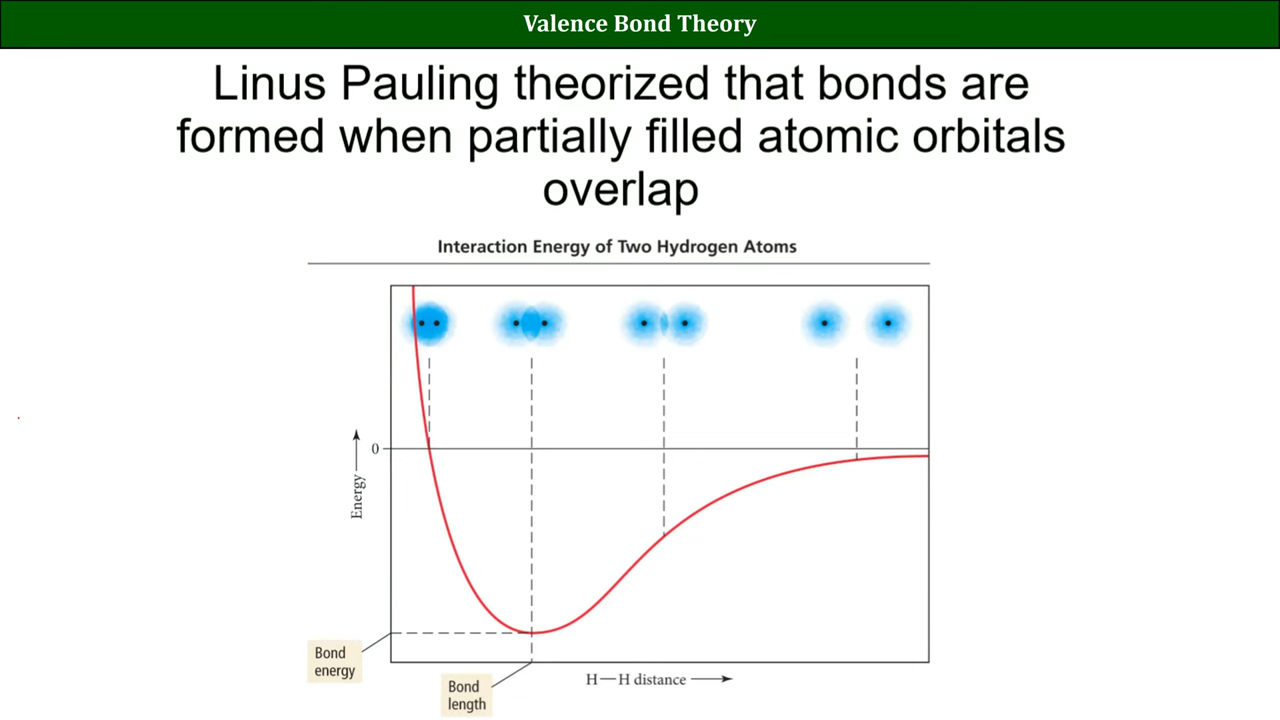 Valence Bond Theory
Linus Pauling theorized that bonds are
formed when partially filled atomic orbitals
overlap
Interaction Energy of Two Hydrogen Atoms
0
Energy
Bond
energy
Bond
length
H—H distance